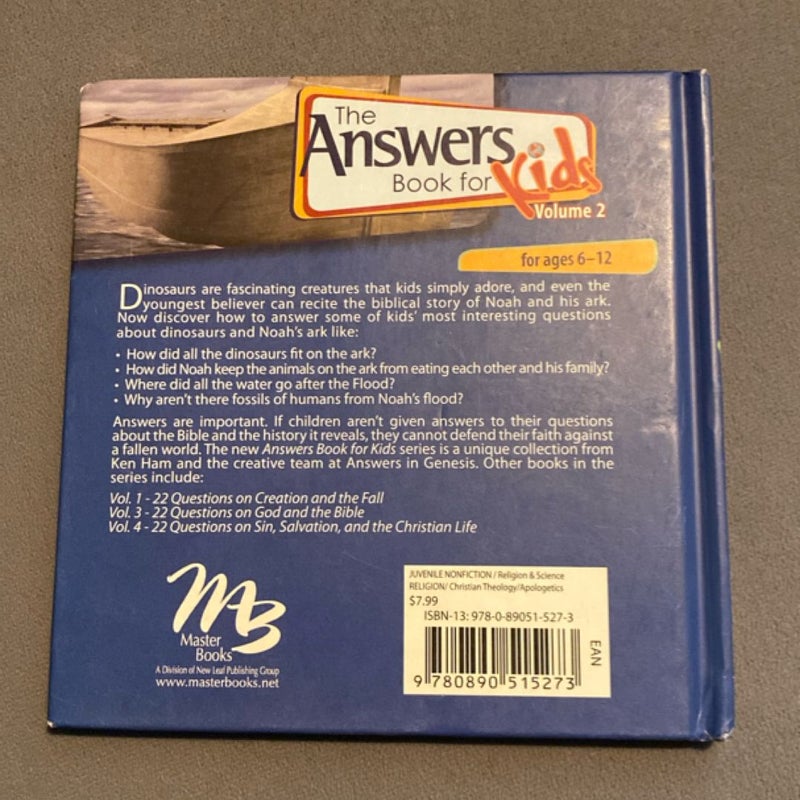 The
Answers
Book for Kids
Volume 2
for ages 6–12
Dinosaurs are fascinating creatures that kids simply adore, and even the
youngest believer can recite the biblical story of Noah and his ark.
Now discover how to answer some of kids' most interesting questions
about dinosaurs and Noah's ark like:
• How did all the dinosaurs fit on the ark?
• How did Noah keep the animals on the ark from eating each other and his family?
• Where did all the water go after the Flood?
• Why aren't there fossils of humans from Noah's flood?
Answers are important. If children aren't given answers to their questions
about the Bible and the history it reveals, they cannot defend their faith against
a fallen world. The new Answers Book for Kids series is a unique collection from
Ken Ham and the creative team at Answers in Genesis. Other books in the
series include:
Vol. 1 - 22 Questions on Creation and the Fall
Vol. 3 - 22 Questions on God and the Bible
Vol. 4 - 22 Questions on Sin, Salvation, and the Christian Life
MB
Master
Books
A Division of New Leaf Publishing Group
www.masterbooks.net
JUVENILE NONFICTION / Religion & Science
RELIGION/ Christian Theology/Apologetics
$7.99
ISBN-13: 978-0-89051-527-3
EAN
9 780890 515273